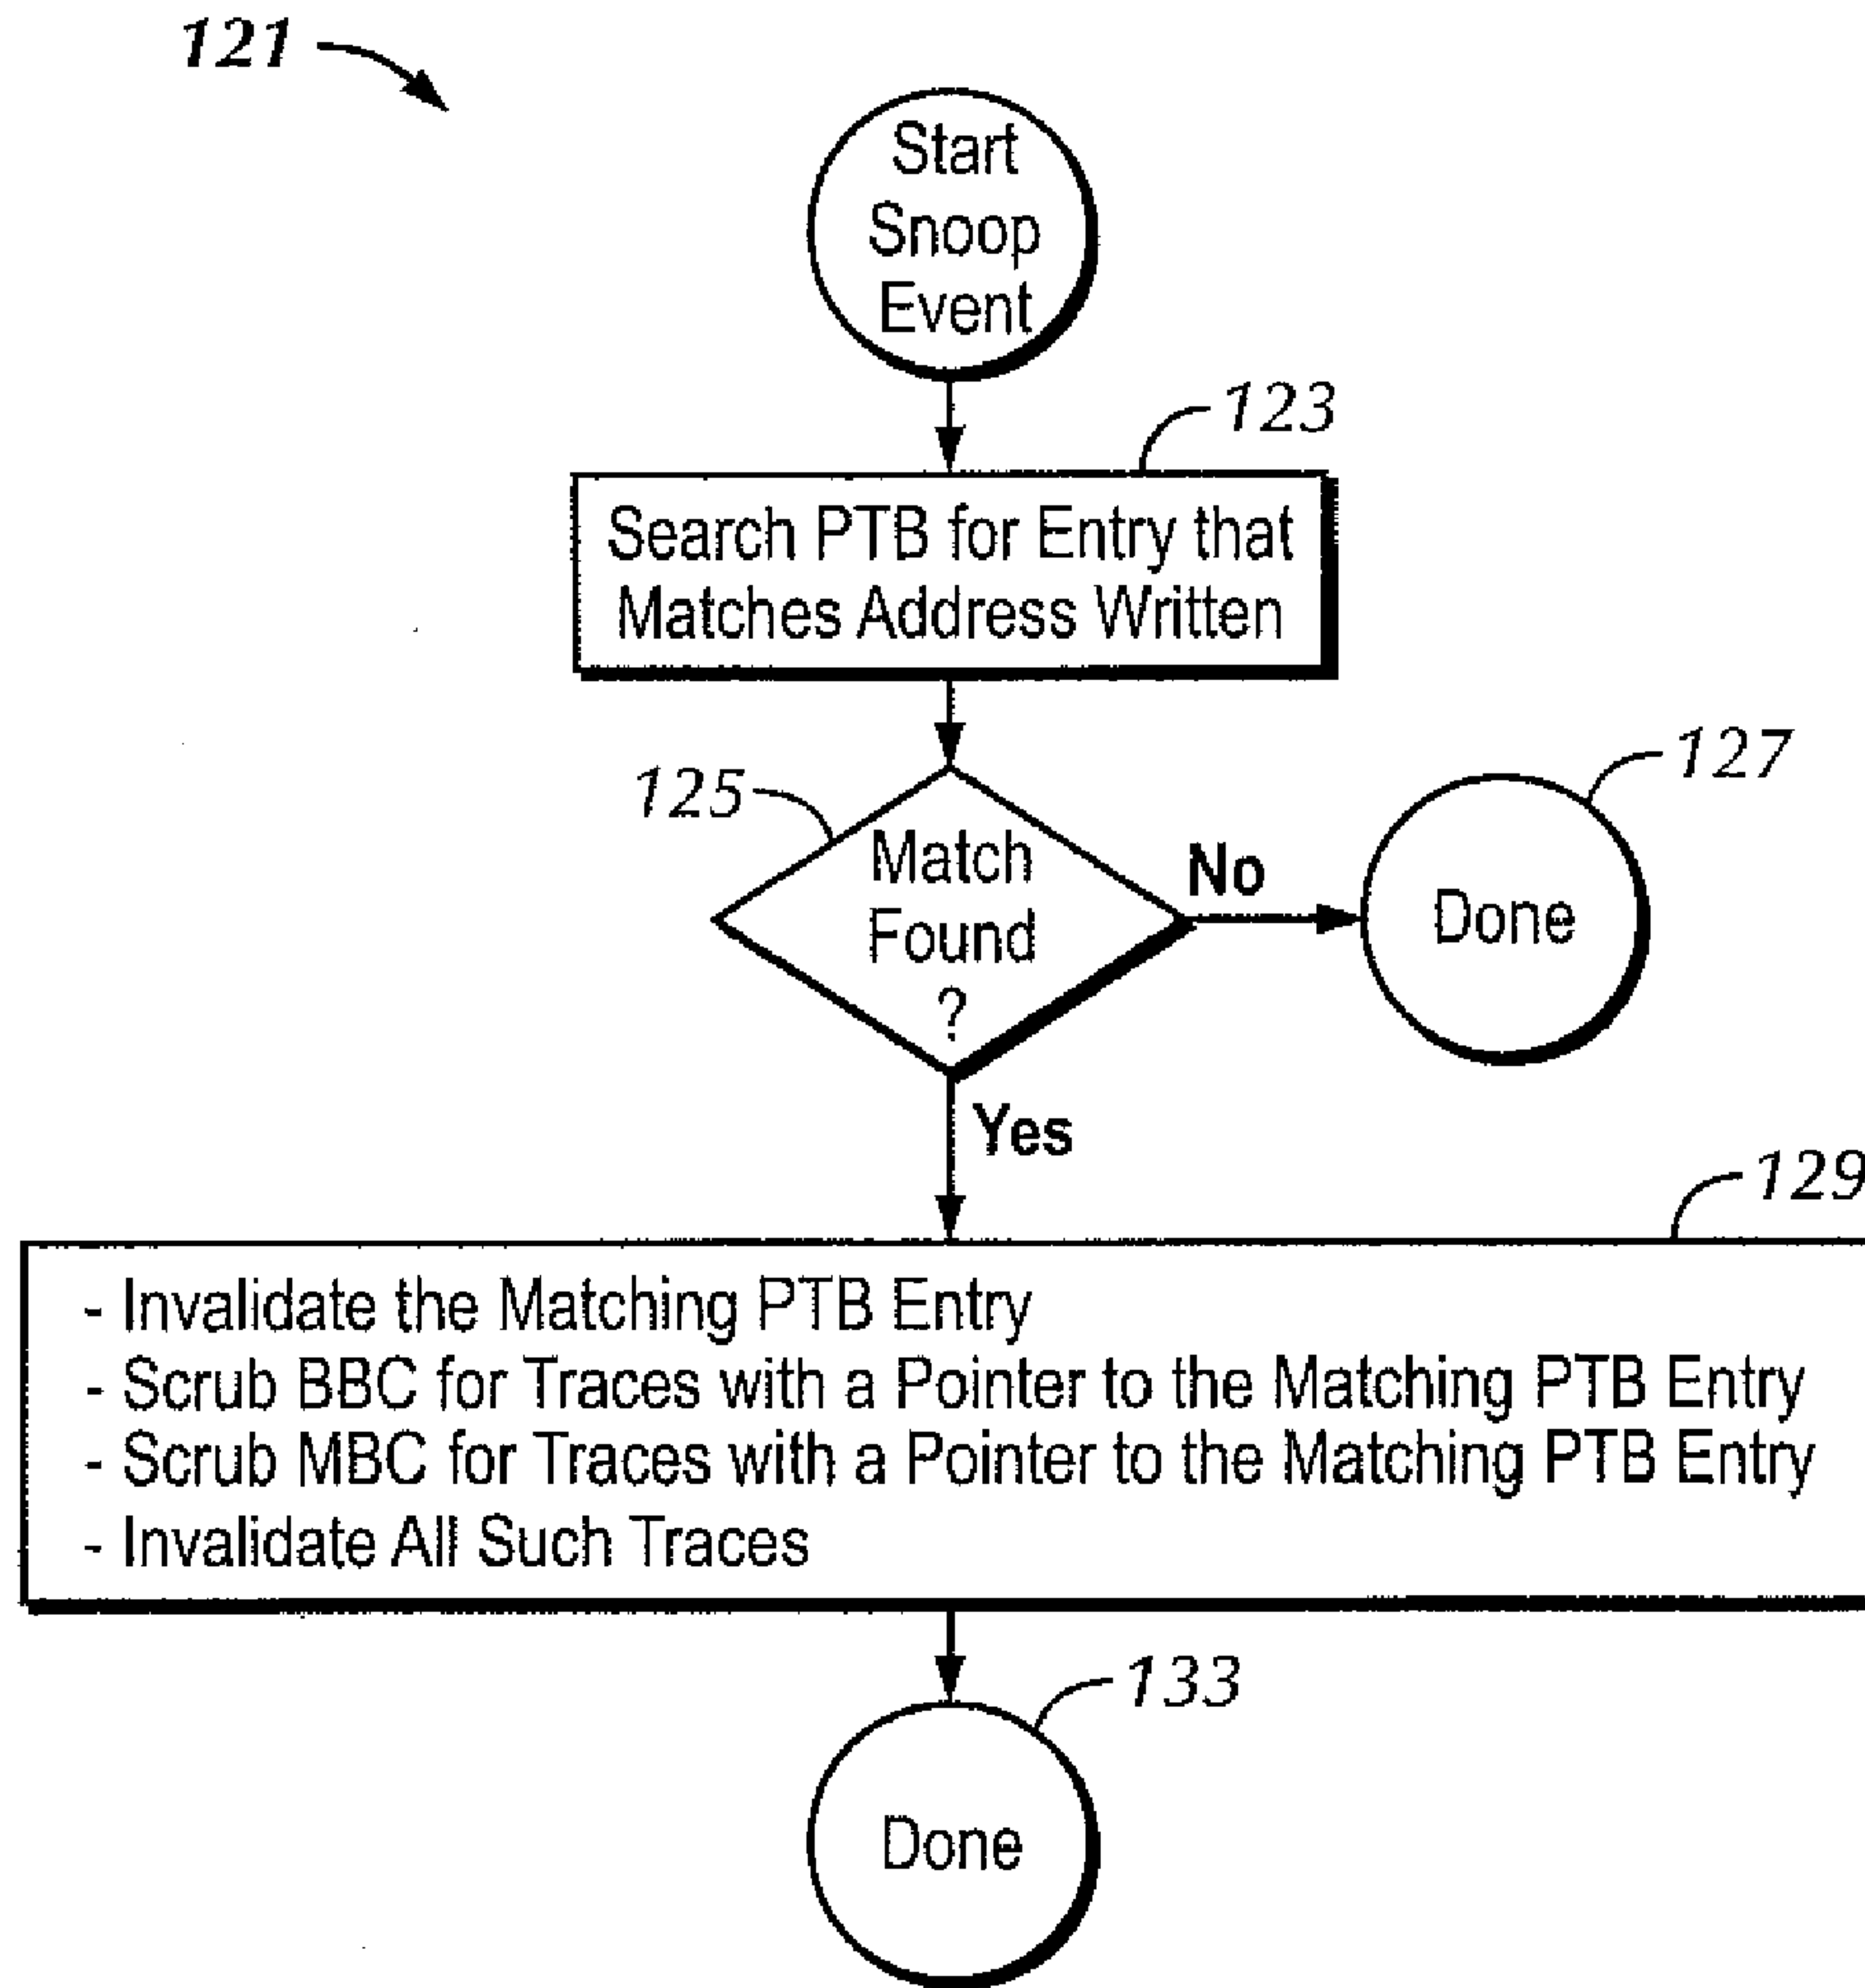 121
Start
Snoop
Event
123
Search PTB for Entry that
Matches Address Written
125
Match
Found
?
No
127
Done
Yes
129
- Invalidate the Matching PTB Entry
- Scrub BBC for Traces with a Pointer to the Matching PTB Entry
- Scrub MBC for Traces with a Pointer to the Matching PTB Entry
- Invalidate All Such Traces
133
Done